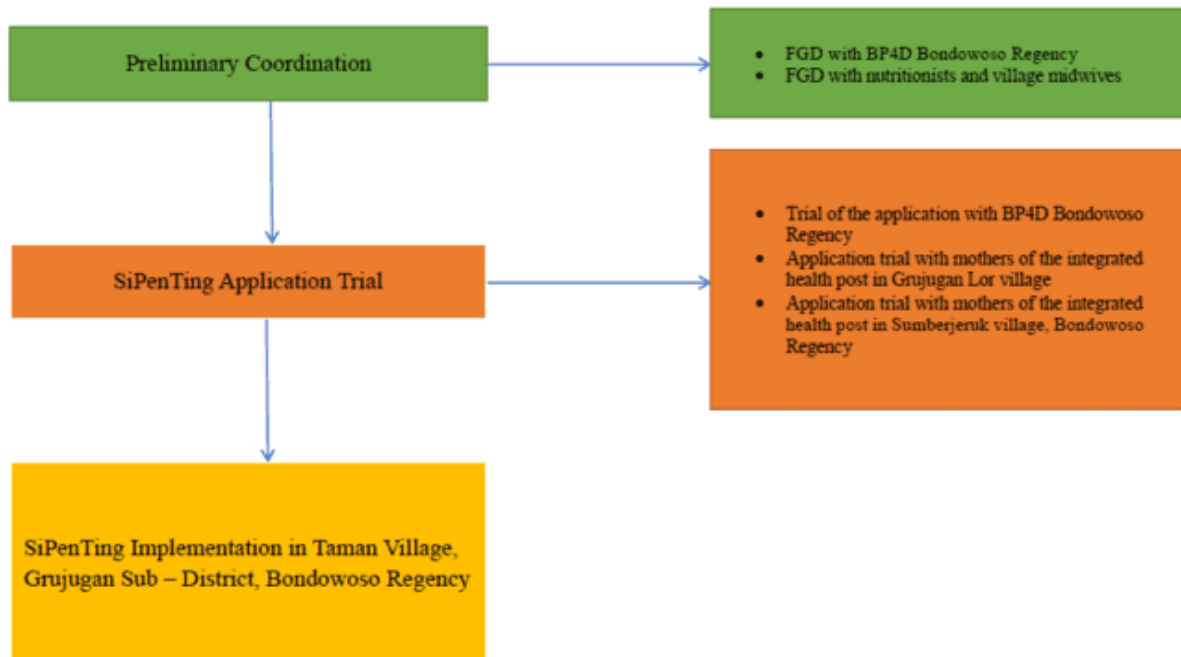 Preliminary Coordination
• FGD with BP4D Bondowoso Regency
• FGD with nutritionists and village midwives
SiPenTing Application Trial
• Trial of the application with BP4D Bondowoso
Regency
• Application trial with mothers of the integrated
health post in Grujugan Lor village
• Application trial with mothers of the integrated
health post in Sumberjeruk village, Bondowoso
Regency
SiPenTing Implementation in Taman Village,
Grujugan Sub – District, Bondowoso Regency